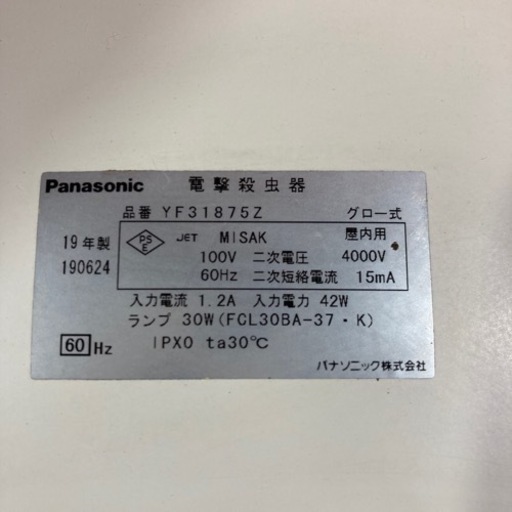 Panasonic 電撃殺虫器
品番 YF31875Z グロー式
19年製 PSE JET MISAK 屋内用
190624 100V 二次電圧 4000V
60Hz 二次短絡電流 15mA
入力電流 1.2A 入力電力 42W
ランプ 30W(FCL30BA-37・K)
60 Hz IPX0 ta30℃
パナソニック株式会社